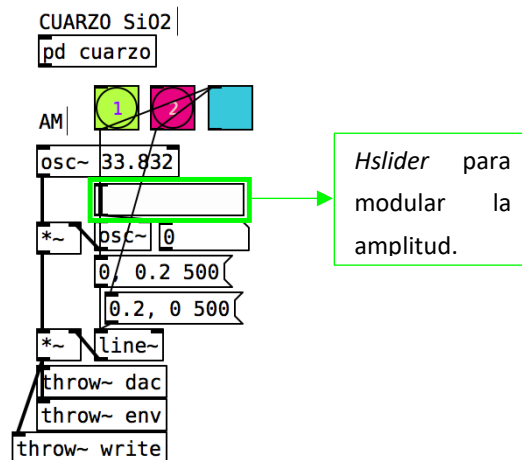 CUARZO SiO2
pd cuarzo
1
2
AM
osc~ 33.832
Hslider para
modular la
amplitud.
*~
osc~
0
0, 0.2 500
0.2, 0 500
*~
line~
throw~ dac
throw~ env
throw~ write